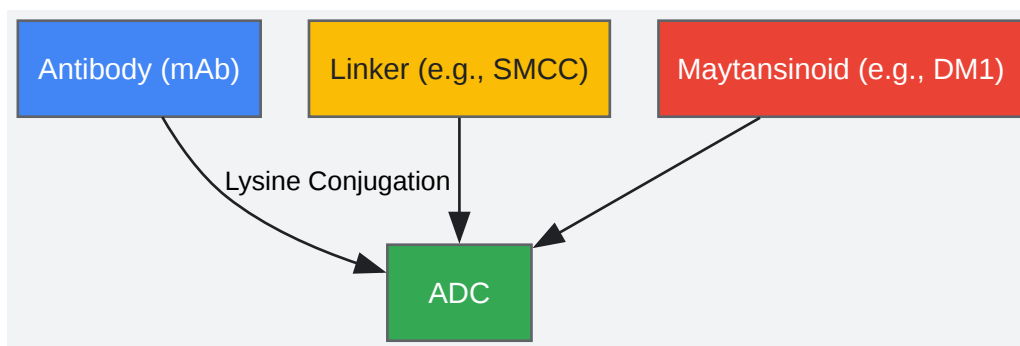 Antibody (mAb)
Linker (e.g., SMCC)
Maytansinoid (e.g., DM1)
Lysine Conjugation
ADC